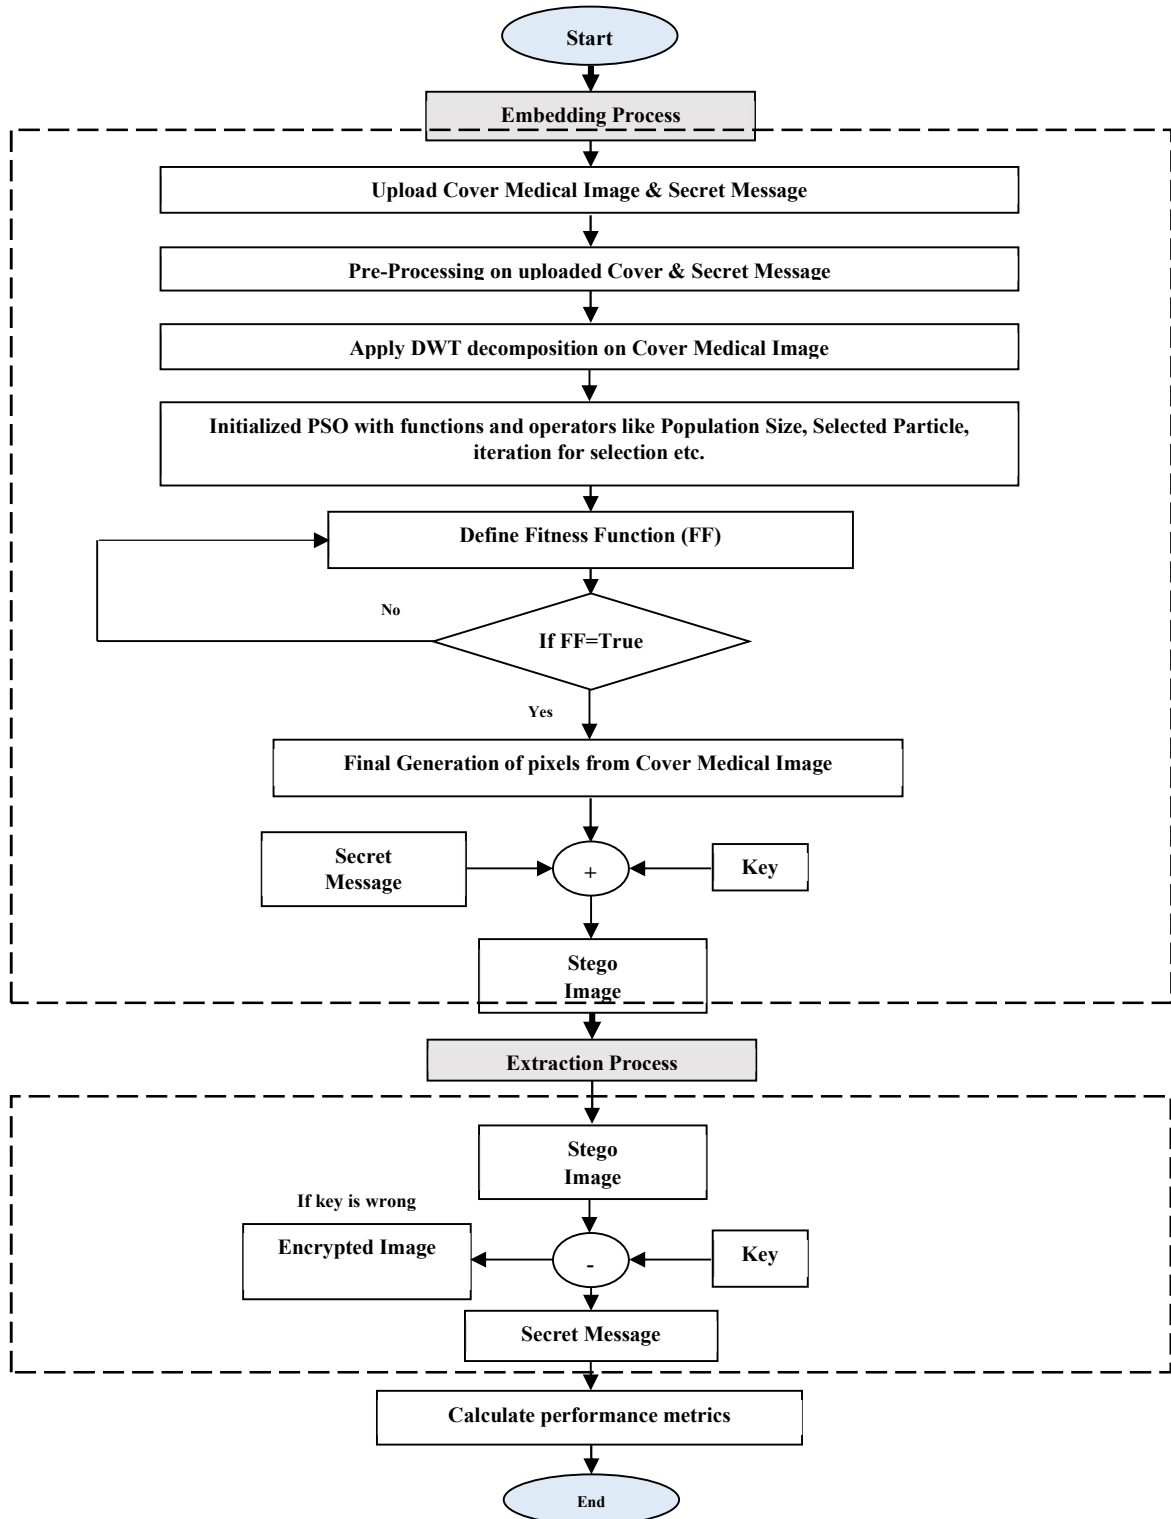 Start
Embedding Process
Upload Cover Medical Image & Secret Message
Pre-Processing on uploaded Cover & Secret Message
Apply DWT decomposition on Cover Medical Image
Initialized PSO with functions and operators like Population Size, Selected Particle,
iteration for selection etc.
Define Fitness Function (FF)
No
If FF=True
Yes
Final Generation of pixels from Cover Medical Image
Secret
Message
+
Key
Stego
Image
Extraction Process
Stego
Image
If key is wrong
Encrypted Image
-
Key
Secret Message
Calculate performance metrics
End